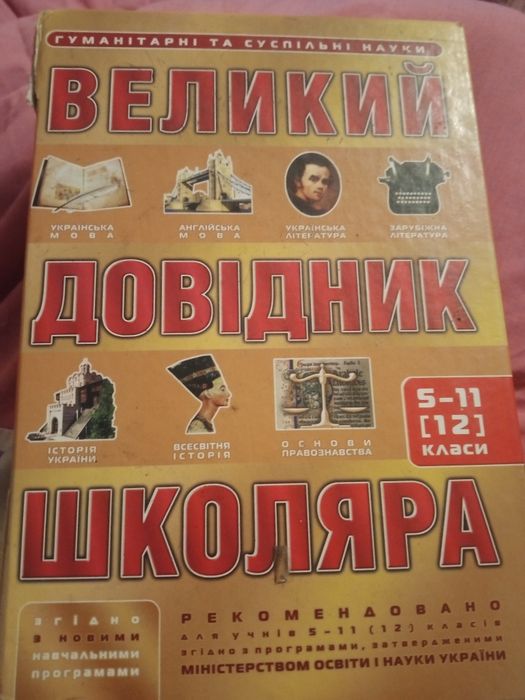 ГУМАНІТАРНІ ТА СУСПІЛЬНІ НАУКИ
ВЕЛИКИЙ
УКРАЇНСЬКА
МОВА
АНГЛІЙСЬКА
МОВА
УКРАЇНСЬКА
ЛІТЕРАТУРА
ЗАРУБІЖНА
ЛІТЕРАТУРА
ДОВІДНИК
ІСТОРІЯ
УКРАЇНИ
ВСЕСВІТНЯ
ІСТОРІЯ
ОСНОВИ
ПРАВОЗНАВСТВА
5-11
[12]
КЛАСИ
ШКОЛЯРА
згідно
з новими
навчальними
програмами
РЕКОМЕНДОВАНО
для учнів 5-11 (12) класів
згідно з програмами, затвердженими
МІНІСТЕРСТВОМ ОСВІТИ І НАУКИ УКРАЇНИ